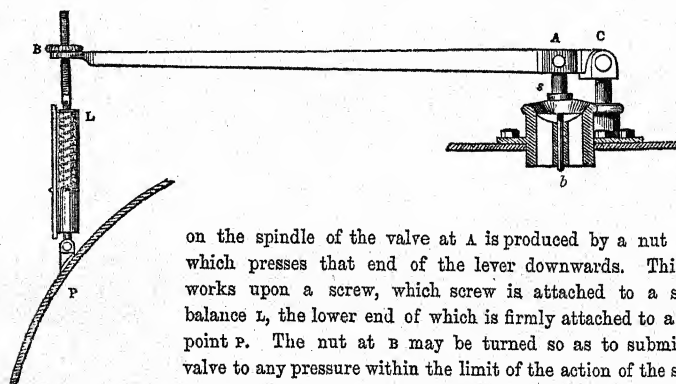 B
A
C
s
L
b
P
on the spindle of the valve at A is produced by a nut
which presses that end of the lever downwards. Thi
works upon a screw, which screw is attached to a s
balance L, the lower end of which is firmly attached to a
point P. The nut at B may be turned so as to submi
valve to any pressure within the limit of the action of the s